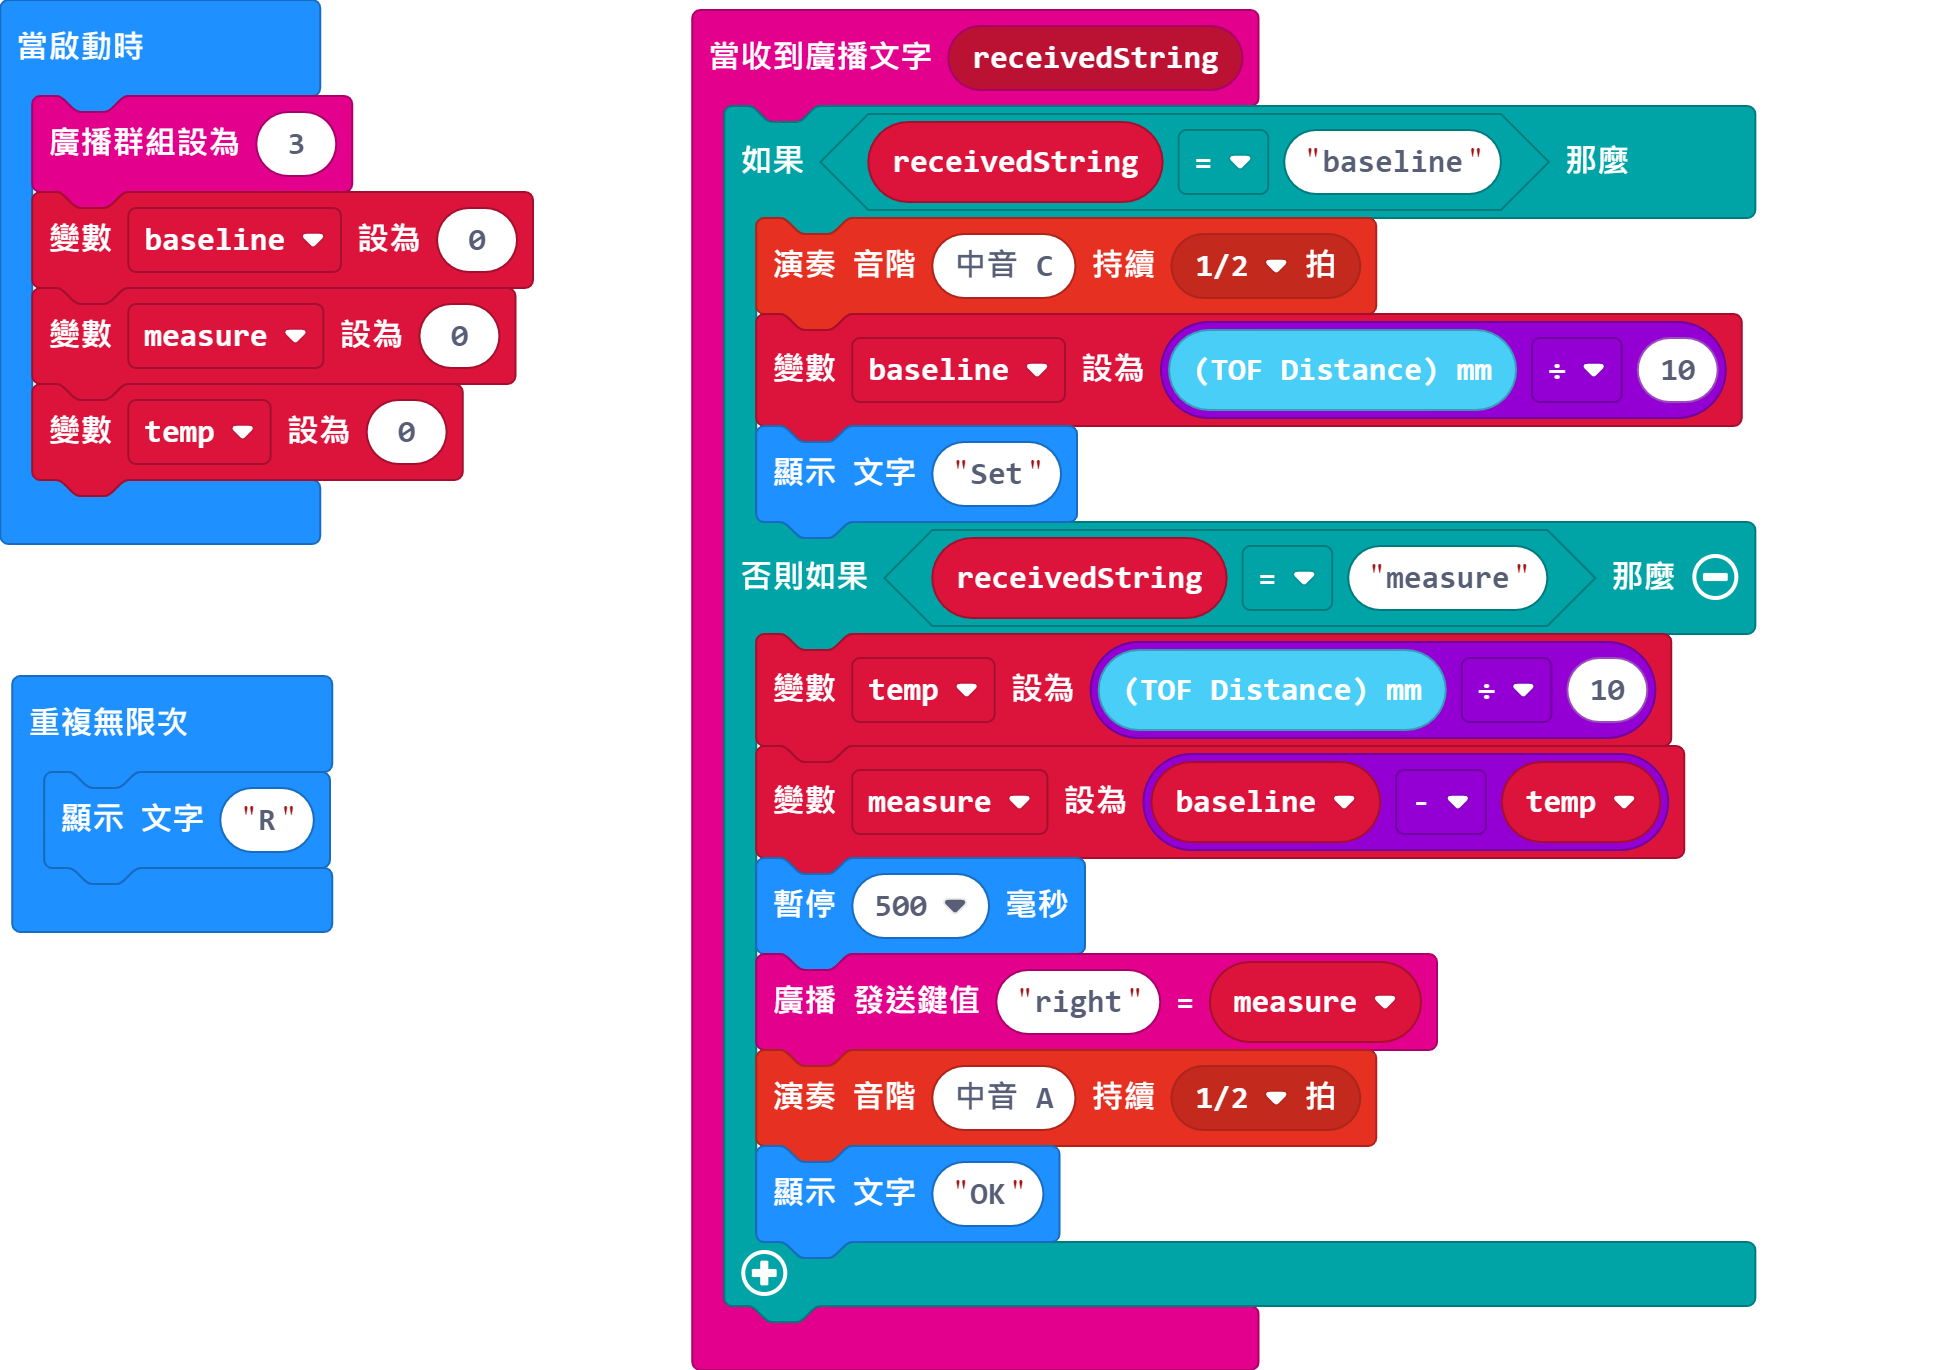 當啟動時
廣播群組設為 3
變數 baseline 設為 0
變數 measure 設為 0
變數 temp 設為 0
重複無限次
顯示 文字 "R"
當收到廣播文字 receivedString
如果 receivedString = "baseline" 那麼
演奏 音階 中音 C 持續 1/2 拍
變數 baseline 設為 (TOF Distance) mm ÷ 10
顯示 文字 "Set"
否則如果 receivedString = "measure" 那麼
變數 temp 設為 (TOF Distance) mm ÷ 10
變數 measure 設為 baseline - temp
暫停 500 毫秒
廣播 發送鍵值 "right" = measure
演奏 音階 中音 A 持續 1/2 拍
顯示 文字 "OK"